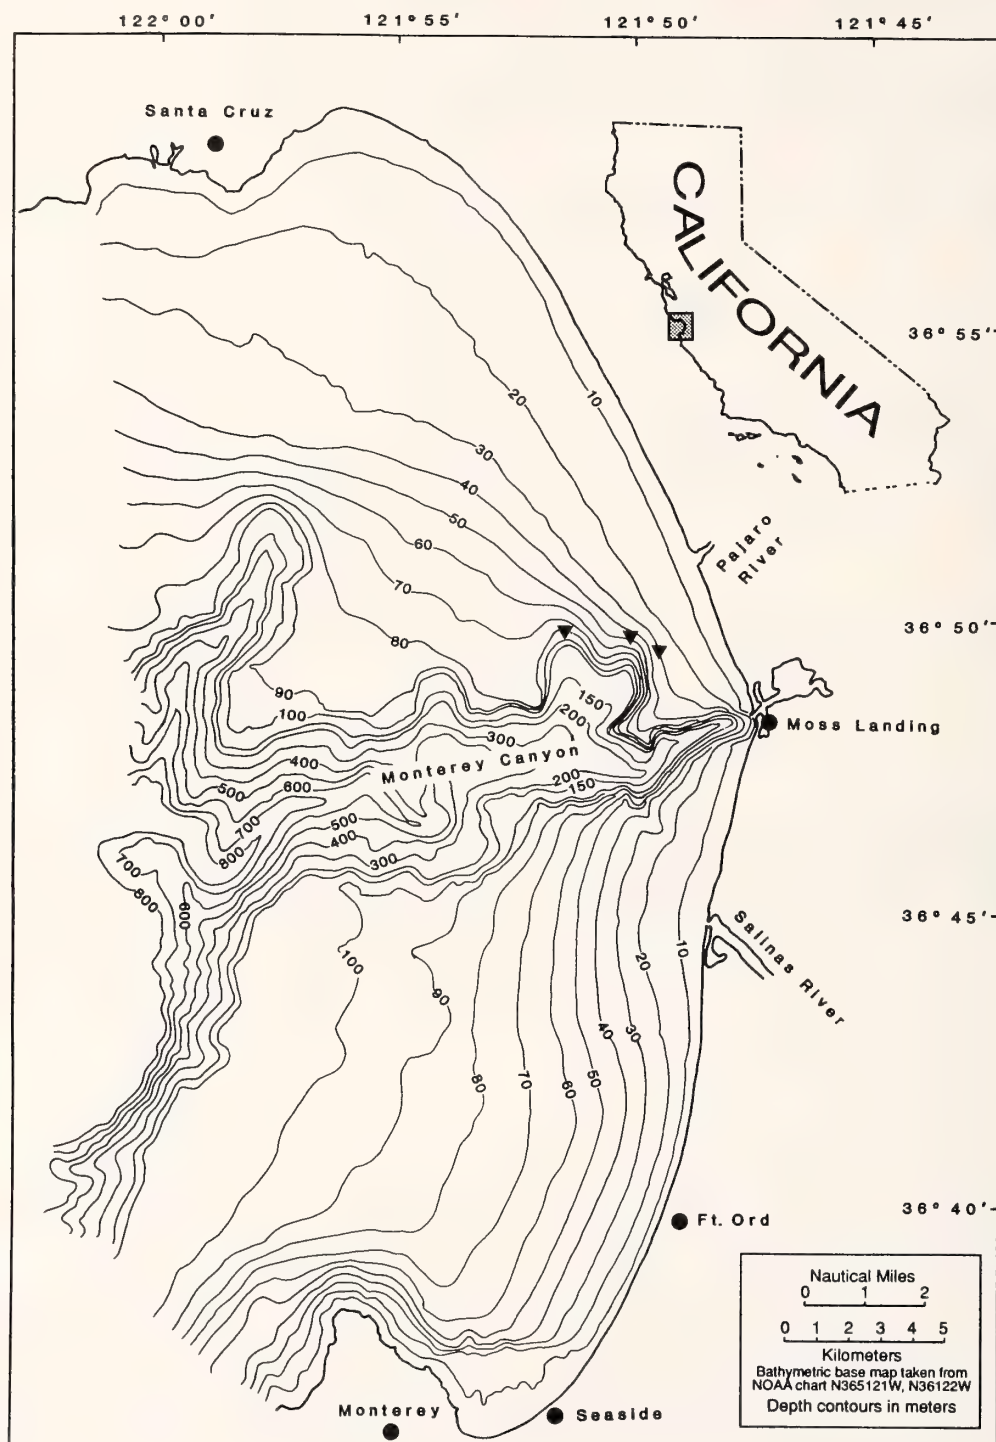 122° 00′
121° 55′
121° 50′
121° 45′
Santa Cruz
CALIFORNIA
36° 55′
10
20
30
40
50
60
70
80
90
100
Pajaro
River
36° 50′
150
200
300
Moss Landing
Monterey Canyon
400
500
600
700
800
200
150
500
400
300
700
800
600
36° 45′
Salinas River
100
90
80
70
60
50
40
30
20
10
36° 40′
Ft. Ord
Monterey
Seaside
Nautical Miles
0 1 2
0 1 2 3 4 5
Kilometers
Bathymetric base map taken from
NOAA chart N365121W, N36122W
Depth contours in meters